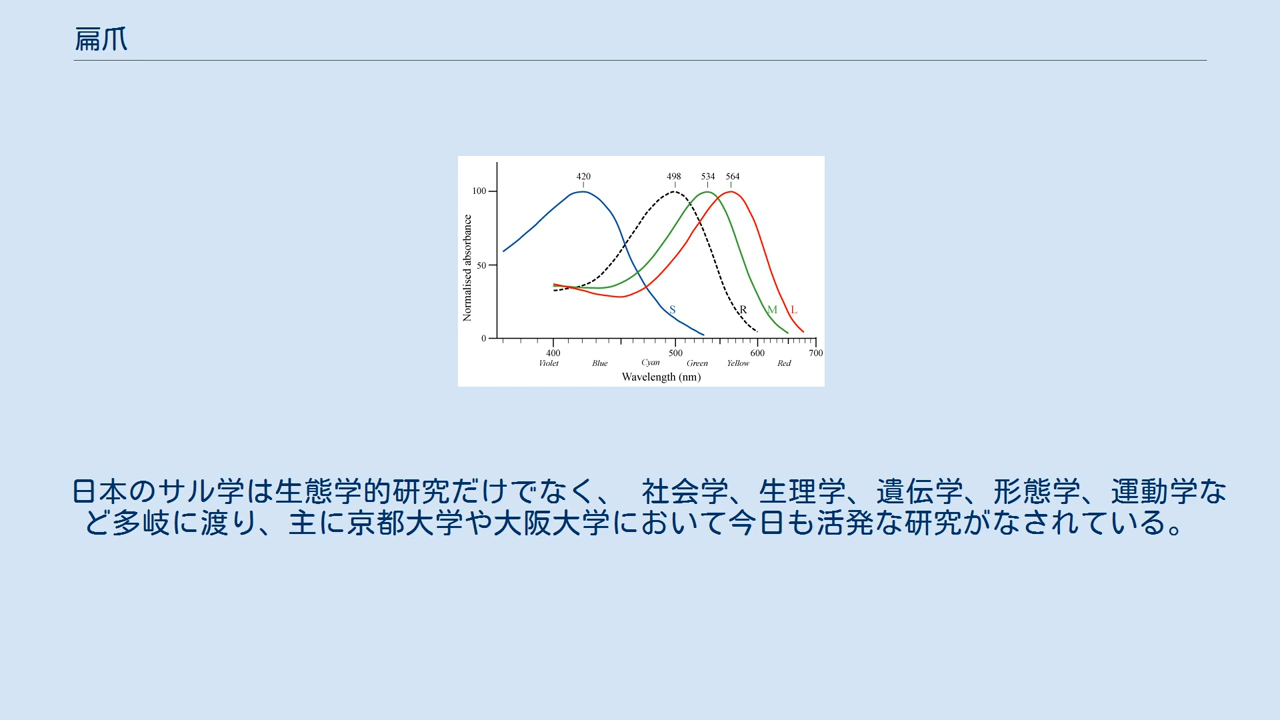 扁爪
420 498 534 564
100
50
0
Normalised absorbance
S R M L
400 500 600 700
Violet Blue Cyan Green Yellow Red
Wavelength (nm)
日本のサル学は生態学的研究だけでなく、 社会学、生理学、遺伝学、形態学、運動学な
ど多岐に渡り、主に京都大学や大阪大学において今日も活発な研究がなされている。